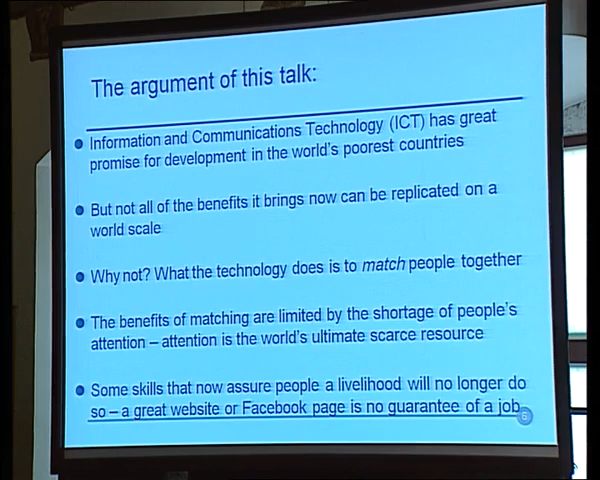 The argument of this talk:
Information and Communications Technology (ICT) has great
promise for development in the world's poorest countries
But not all of the benefits it brings now can be replicated on a
world scale
Why not? What the technology does is to match people together
The benefits of matching are limited by the shortage of people's
attention – attention is the world's ultimate scarce resource
Some skills that now assure people a livelihood will no longer do
so – a great website or Facebook page is no guarantee of a job